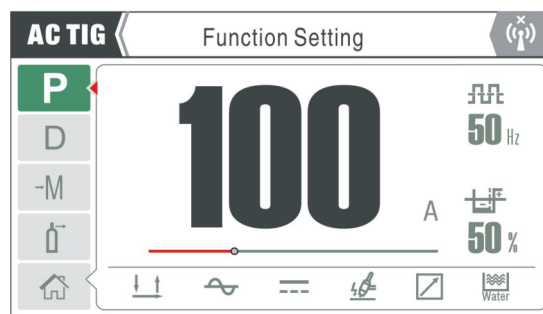 AC TIG
Function Setting
P
D
M
100
A
50 Hz
50 %
Water